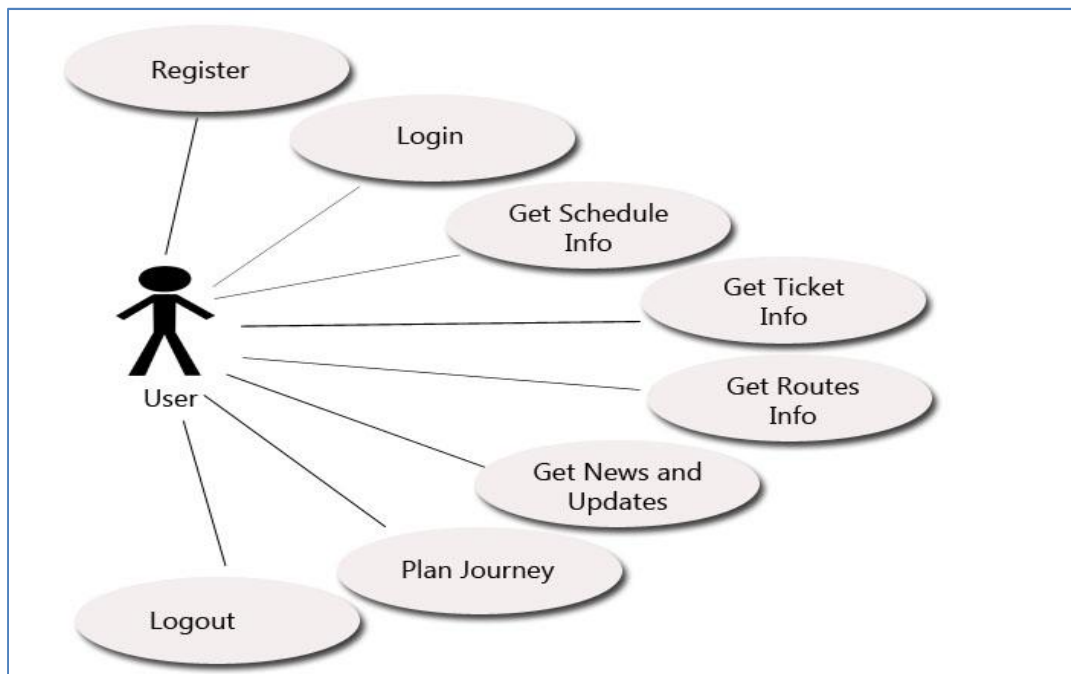 Register
Login
Get Schedule
Info
Get Ticket
Info
Get Routes
Info
User
Get News and
Updates
Plan Journey
Logout